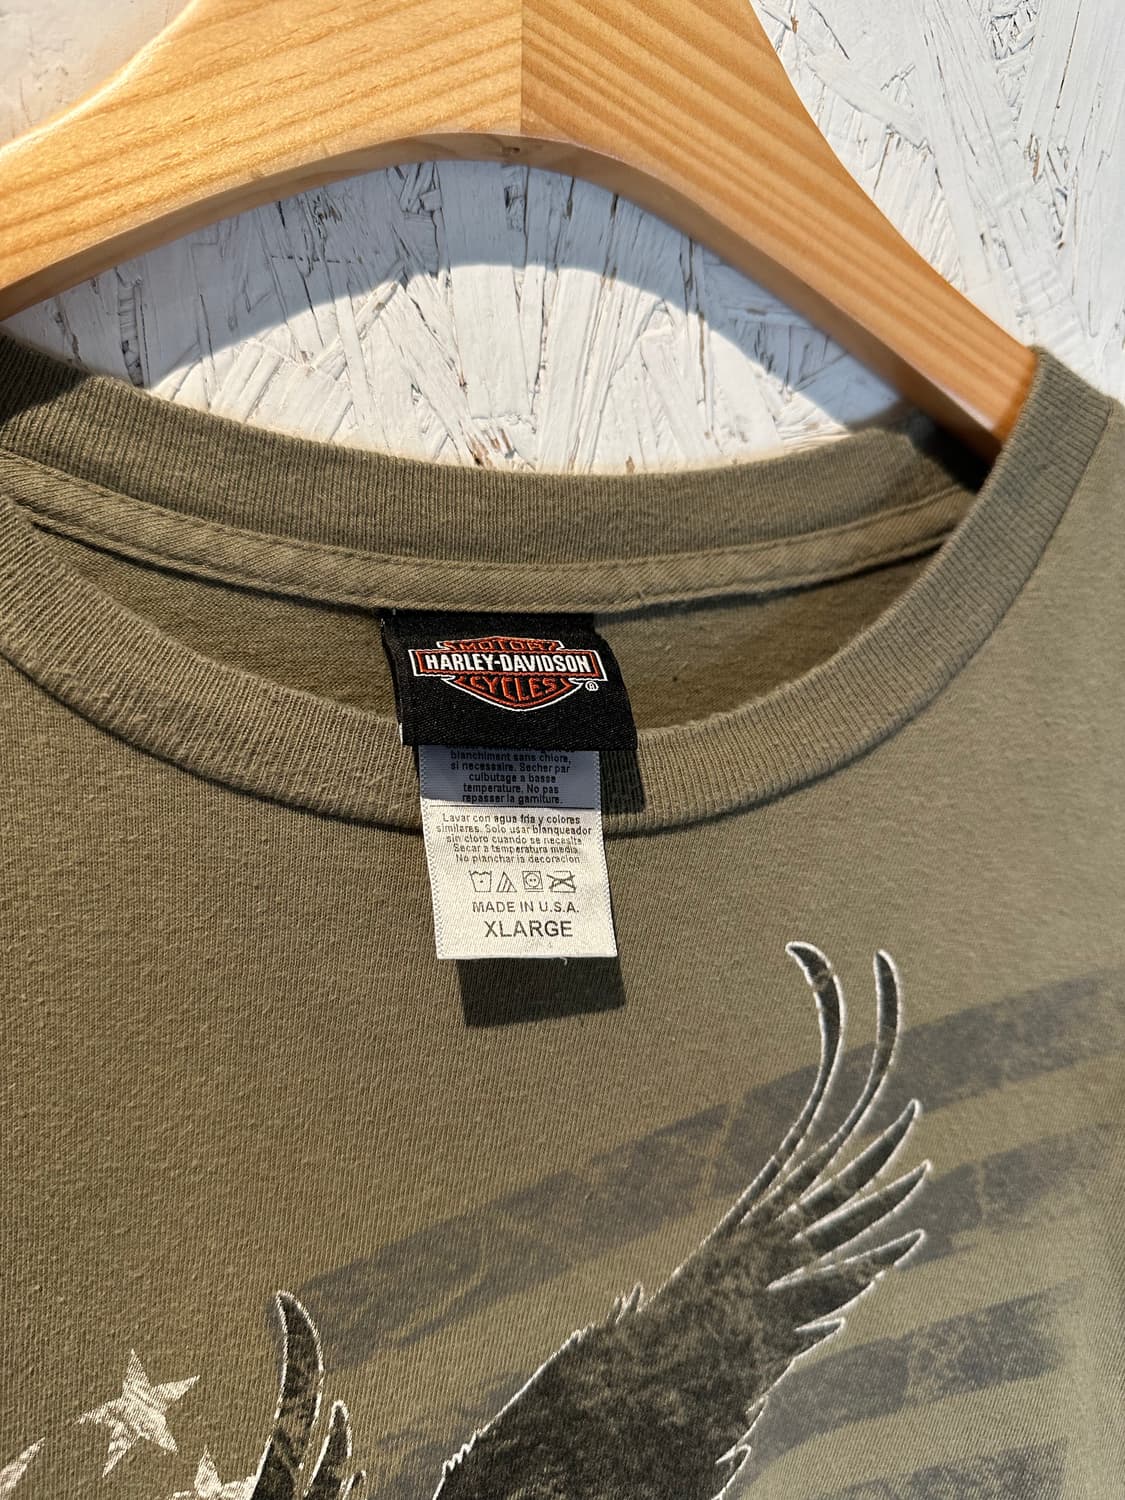 MOTOR
HARLEY-DAVIDSON
CYCLES
®
blanchiment sans chlore,
si necessaire. Secher par
culbutage a basse
temperature. No pas
repasser la garniture.
Lavar con agua fria y colores
similares. Solo usar blanqueador
sin cloro cuando se necesite
Secar a temperatura media
No planchar la decoracion
MADE IN U.S.A.
XLARGE